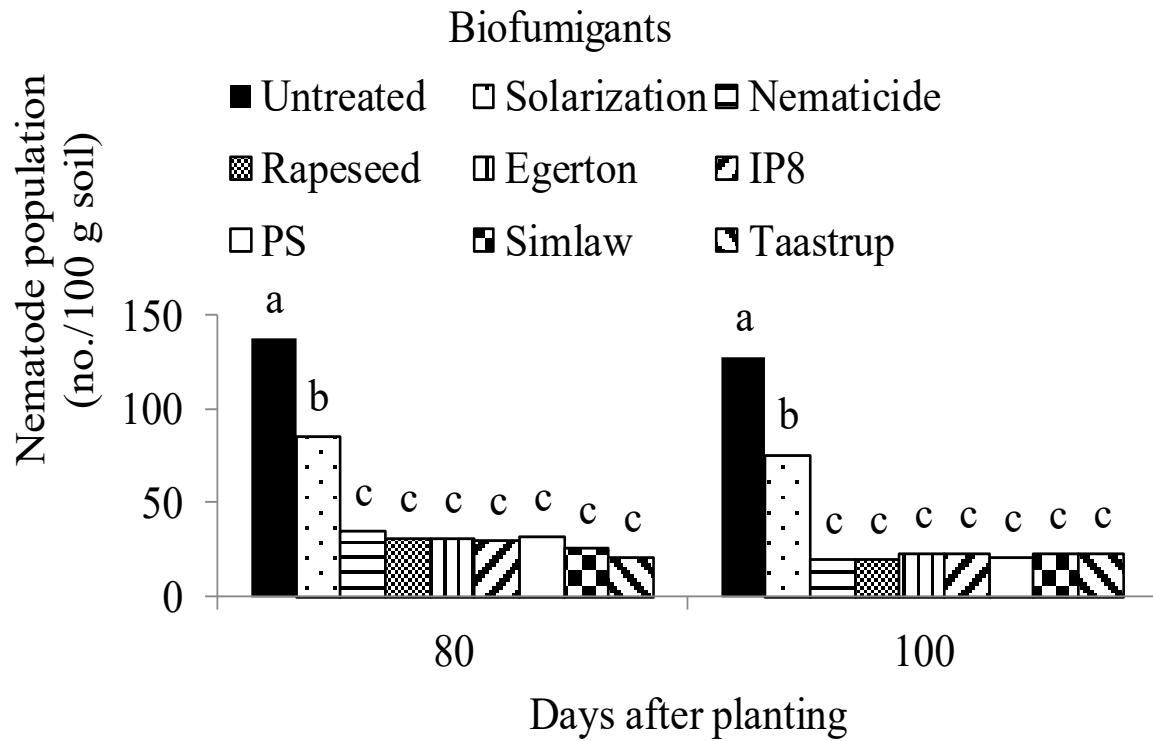 Biofumigants
Untreated Solarization Nematicide
Rapeseed Egerton IP8
PS Simlaw Taastrup
Nematode population
(no./100 g soil)
150
100
50
0
a b c c c c c c c
a b c c c c c c c
80 100
Days after planting